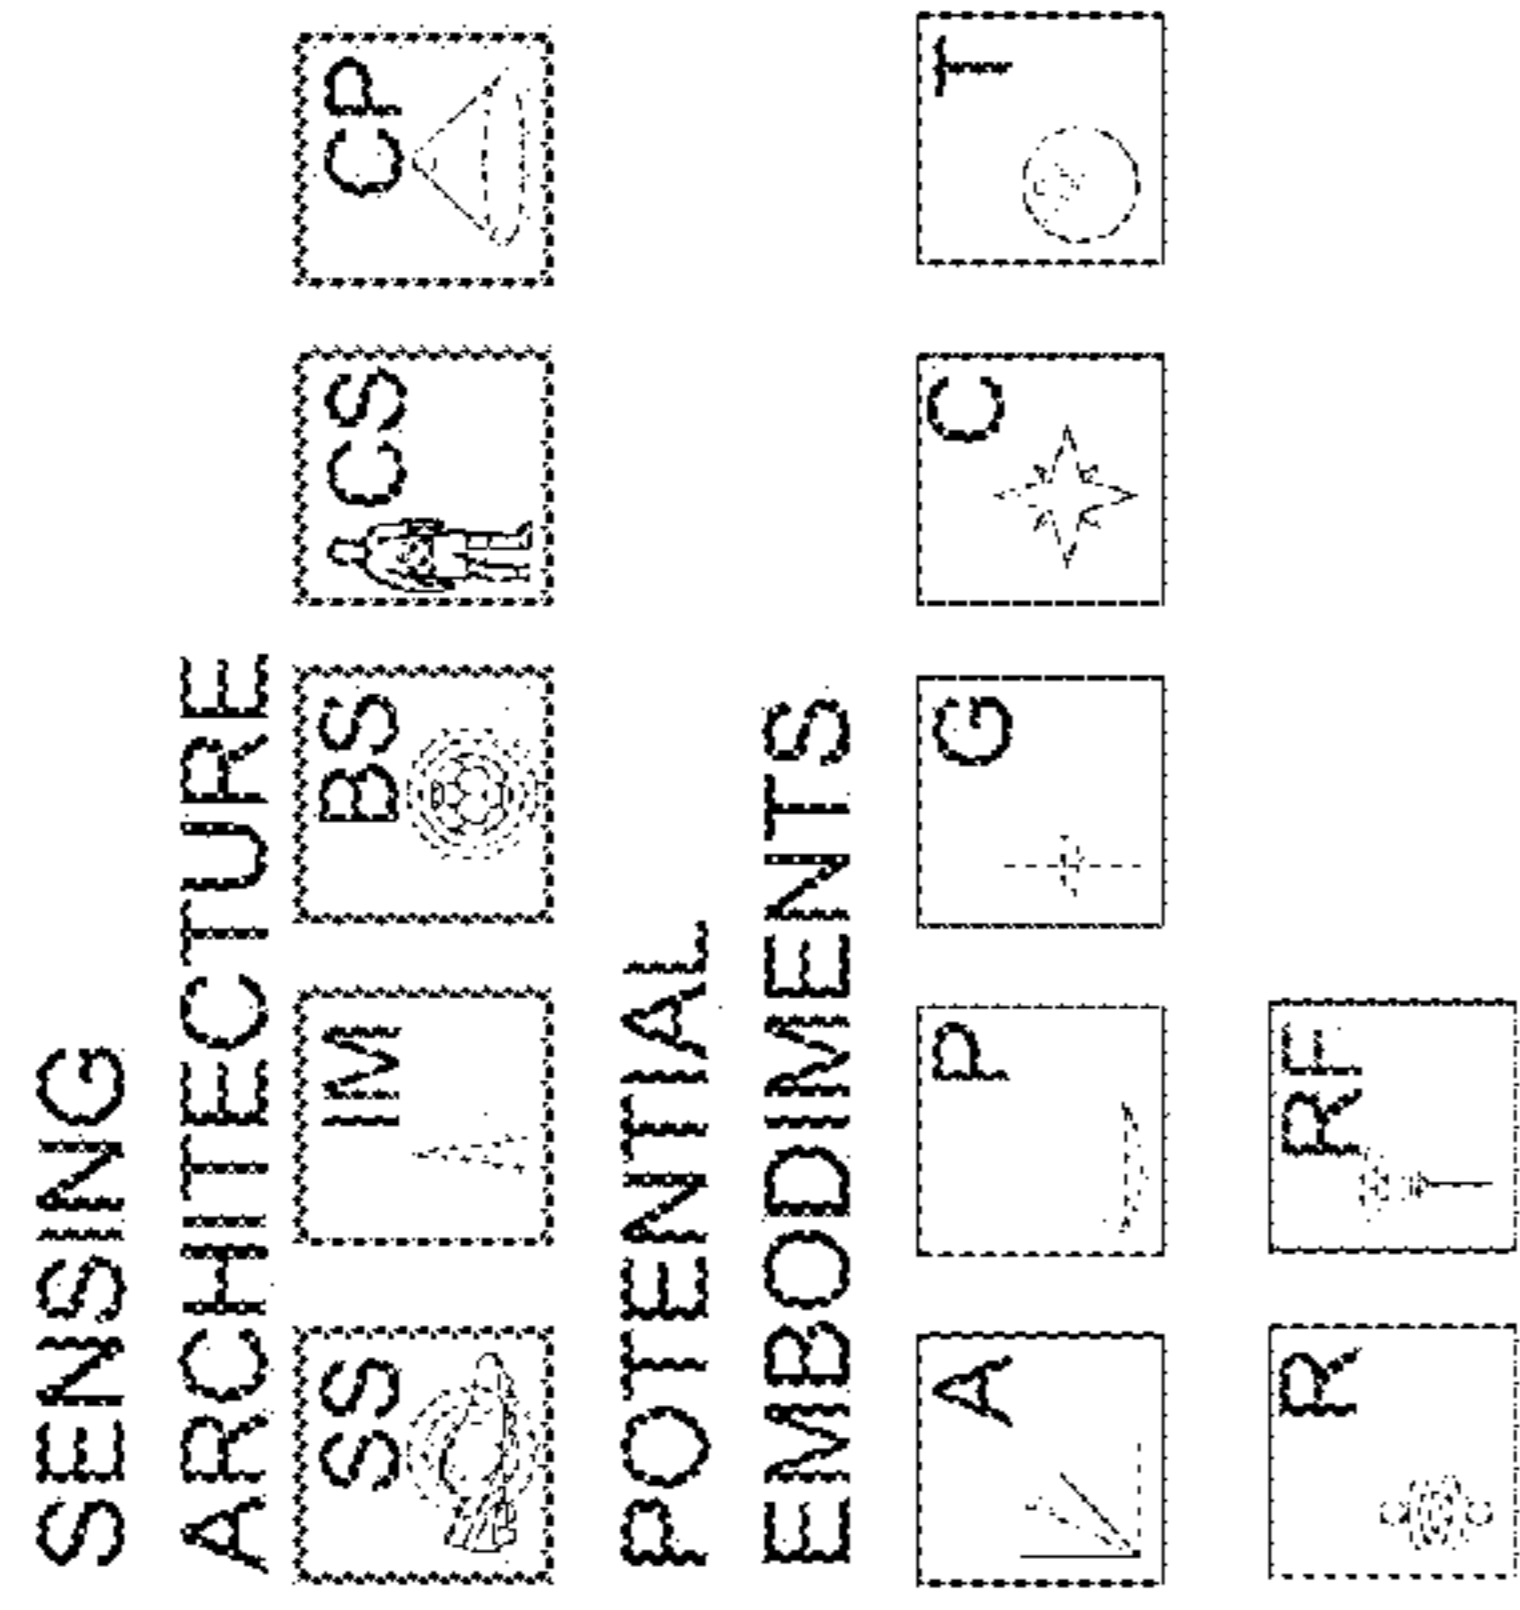 SENSING
ARCHITECTURE
SS IM BS CS CP
POTENTIAL
EMBODIMENTS
A P G C T
R RF